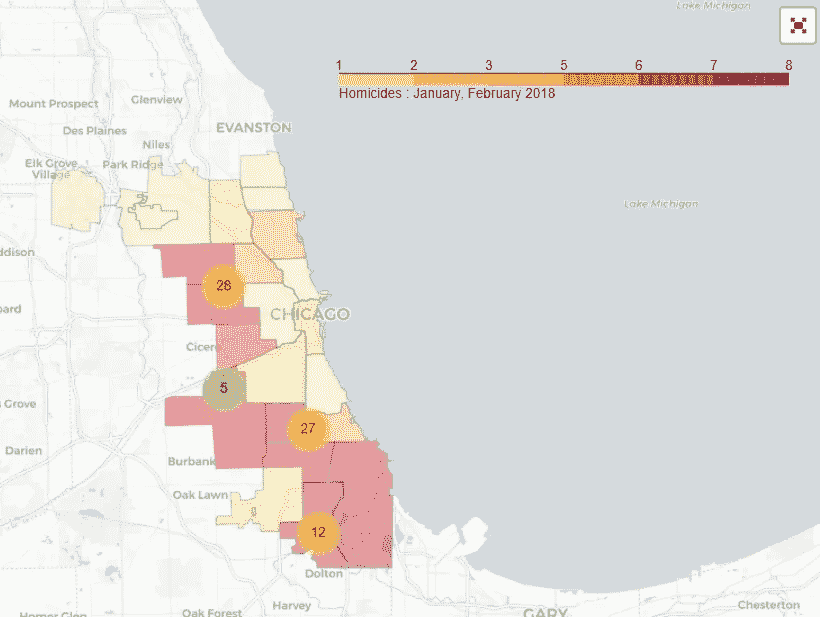 Lake Michigan
1 2 3 5 6 7 8
Homicides : January, February 2018
Mount Prospect
Glenview
Des Plaines
EVANSTON
Niles
Elk Grove
Village
Park Ridge
Lake Michigan
ddison
28
CHICAGO
oard
Cicer
5
s Grove
27
Darien
Burbank
Oak Lawn
12
Dolton
Harvey
Homer Glen
Oak Forest
GARY
Chesterton